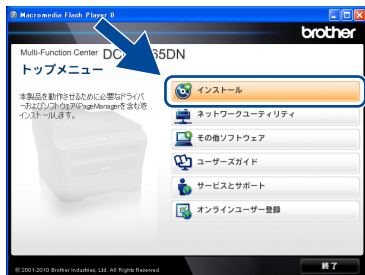 Macromedia Flash Player 8
brother
Multi-Function Center DC 65DN
トップメニュー
本製品を動作させるために必要なドライバ
ーおよびソフトウェア(PageManagerを含む)を
インストールします。
インストール
ネットワークユーティリティ
その他ソフトウェア
ユーザーズガイド
サービスとサポート
オンラインユーザー登録
© 2001-2010 Brother Industries, Ltd. All Rights Reserved.
終了